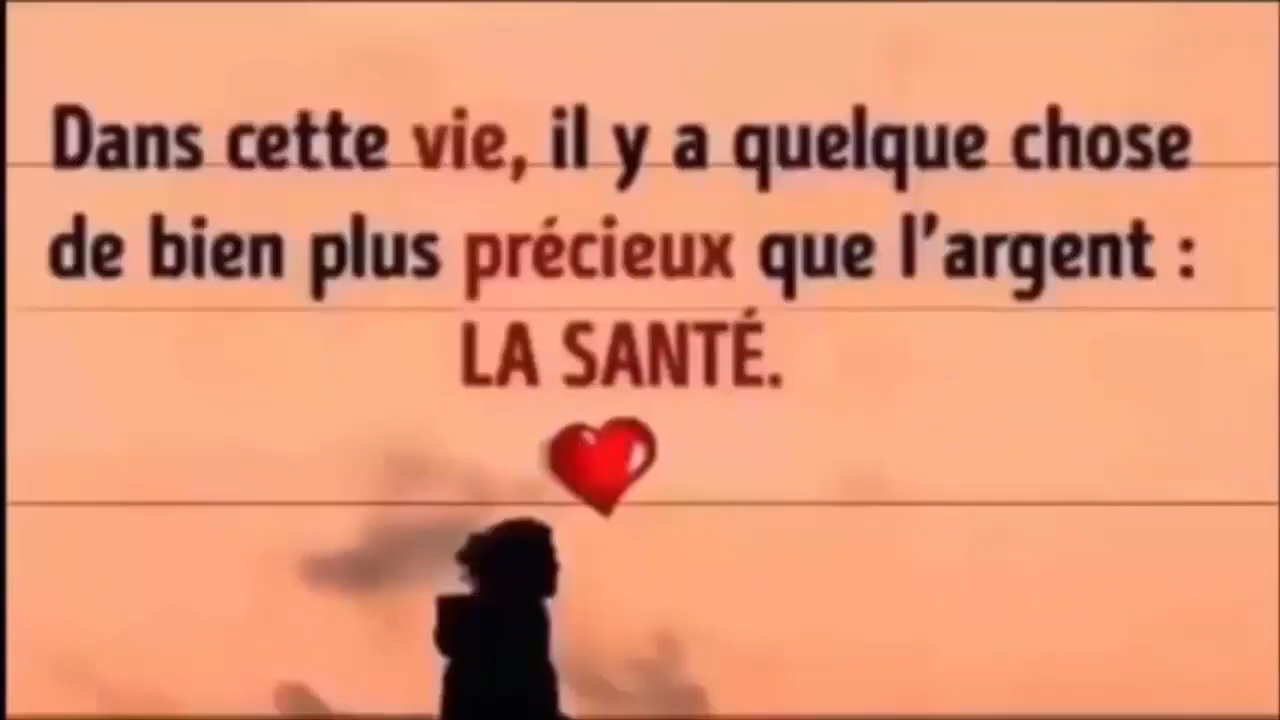 Dans cette vie, il y a quelque chose
de bien plus précieux que l’argent :
LA SANTÉ.